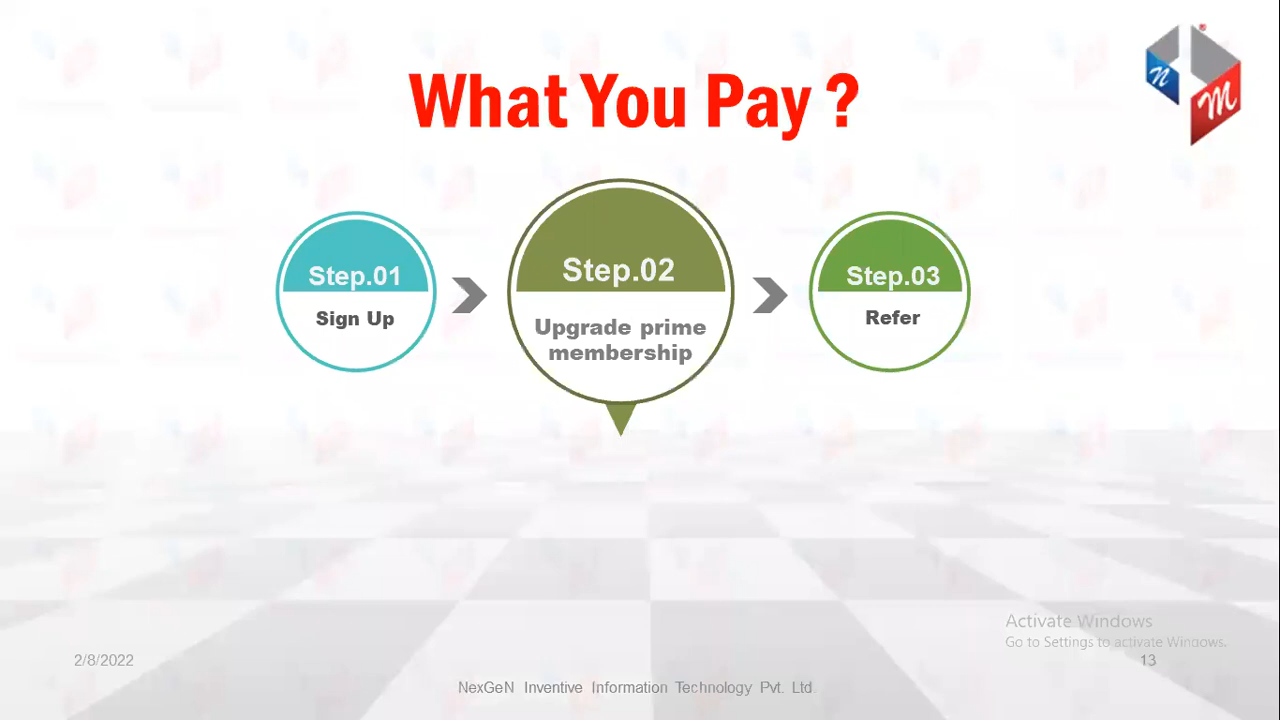 What You Pay ?
n
M
Step.01
Sign Up
Step.02
Upgrade prime
membership
Step.03
Refer
Activate Windows
Go to Settings to activate Windows.
2/8/2022
13
NexGeN Inventive Information Technology Pvt. Ltd